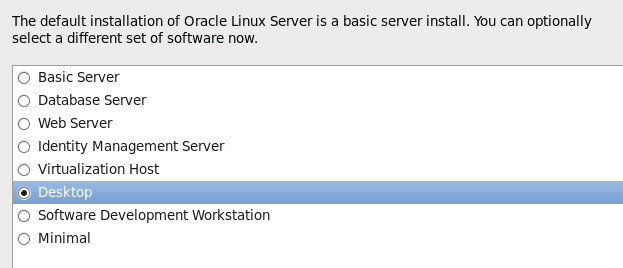 The default installation of Oracle Linux Server is a basic server install. You can optionally
select a different set of software now.
Basic Server
Database Server
Web Server
Identity Management Server
Virtualization Host
Desktop
Software Development Workstation
Minimal